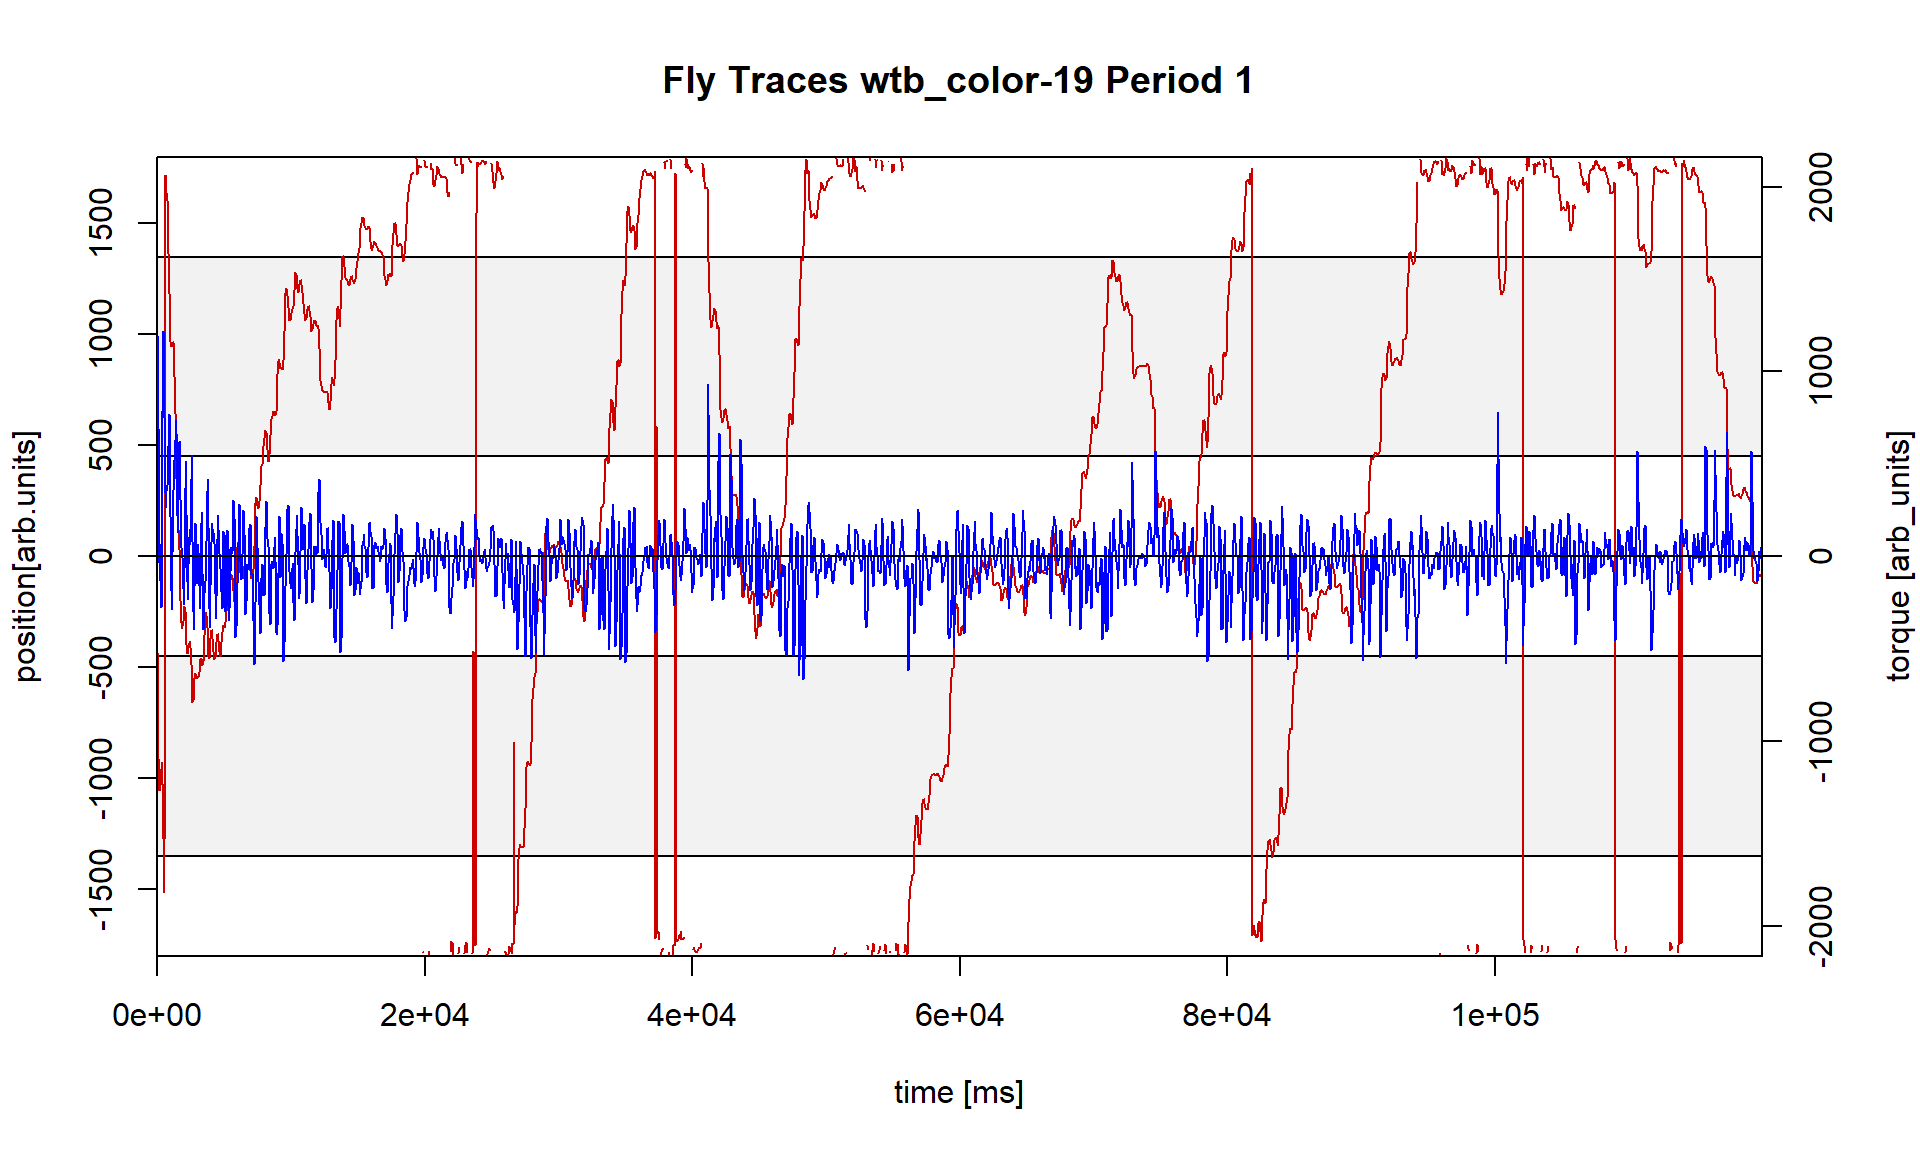 Fly Traces wtb_color-19 Period 1
position[arb.units]
1500
1000
500
0
-500
-1000
-1500
torque [arb_units]
2000
1000
0
-1000
-2000
0e+00 2e+04 4e+04 6e+04 8e+04 1e+05
time [ms]